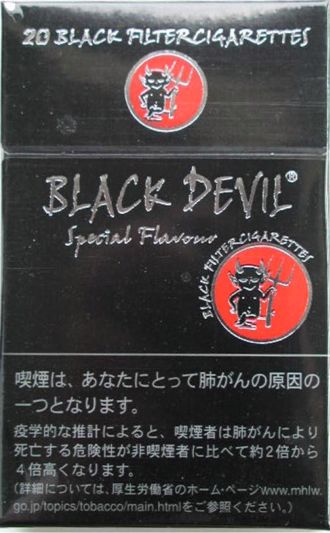 20 BLACK FILTERCIGARETTES
BLACK DEVIL®
Special Flavour
BLACK FILTERCIGARETTES
喫煙は、あなたにとって肺がんの原因の
一つとなります。
疫学的な推計によると、喫煙者は肺がんにより
死亡する危険性が非喫煙者に比べて約2倍から
4倍高くなります。
(詳細については、厚生労働省のホーム・ページwww.mhlw.
go.jp/topics/tobacco/main.htmlをご参照ください。)